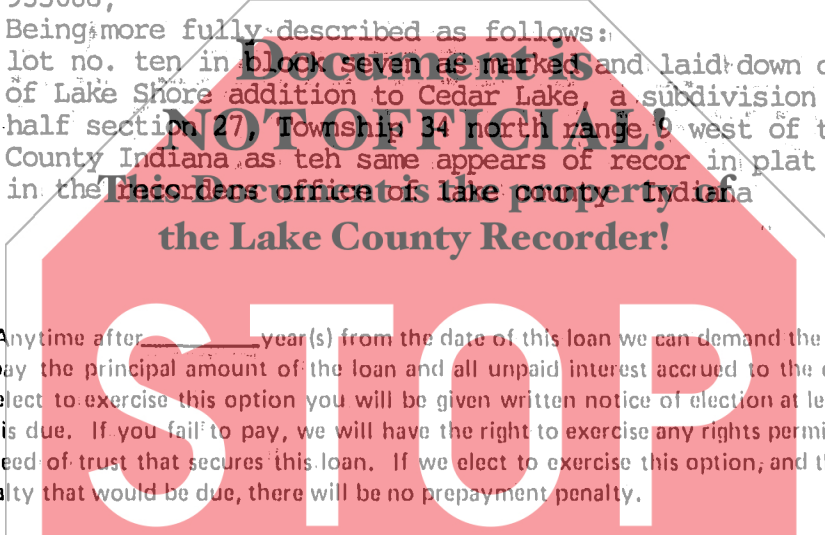 Being more fully described as follows:
lot no. ten in block seven as marked and laid down
of Lake Shore addition to Cedar Lake, a subdivision
half section 27, Township 34 north range 9 west of
County Indiana as teh same appears of recor in plat
in the recorders office of lake county Indiana
Document is
NOT OFFICIAL!
This Document is the property of
the Lake County Recorder!
STOP
Anytime after year(s) from the date of this loan we can demand the
the principal amount of the loan and all unpaid interest accrued to the
to exercise this option you will be given written notice of election at
is due. If you fail to pay, we will have the right to exercise any rights
of trust that secures this loan. If we elect to exercise this option, and
that would be due, there will be no prepayment penalty.